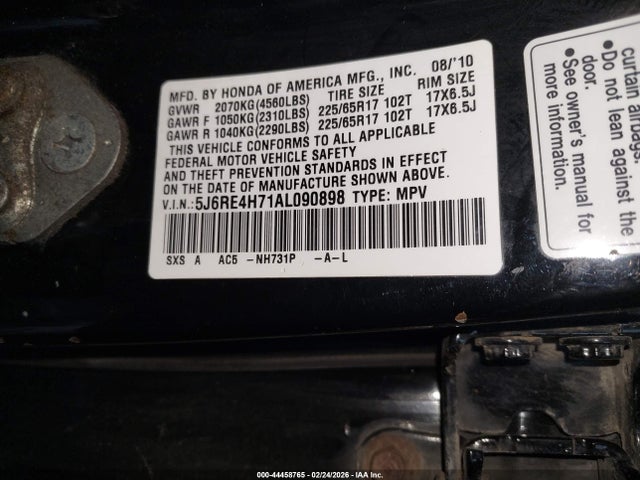 MFD. BY HONDA OF AMERICA MFG., INC. 08/'10
GVWR 2070KG(4560LBS) TIRE SIZE RIM SIZE
GAWR F 1050KG(2310LBS) 225/65R17 102T 17X6.5J
GAWR R 1040KG(2290LBS) 225/65R17 102T 17X6.5J
THIS VEHICLE CONFORMS TO ALL APPLICABLE
FEDERAL MOTOR VEHICLE SAFETY
AND THEFT PREVENTION STANDARDS IN EFFECT
ON THE DATE OF MANUFACTURE SHOWN ABOVE.
V.I.N.:5J6RE4H71AL090898 TYPE: MPV
SXS A AC5 -NH731P -A-L
curtain airbags.
• Do not lean against
door.
• See owner's manual for
more information.
000-44458765 - 02/24/2026 - IAA Inc.